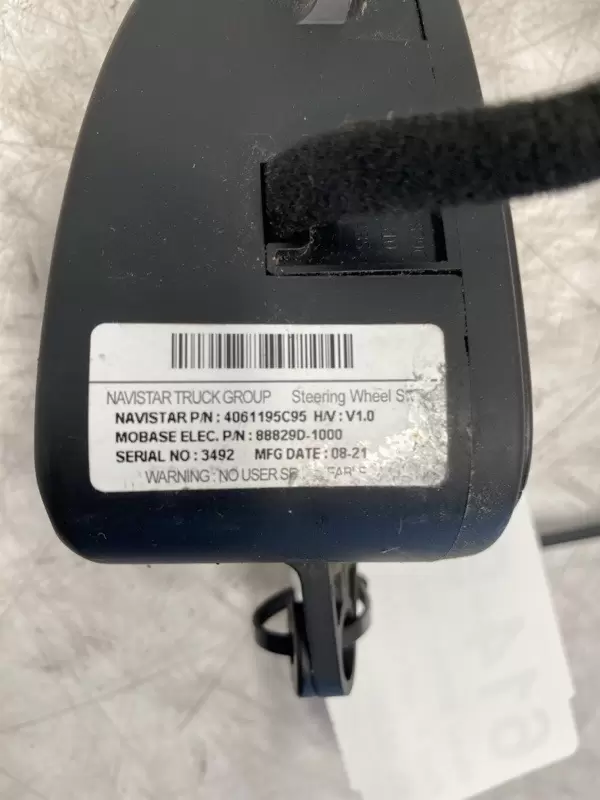 NAVISTAR TRUCK GROUP Steering Wheel
NAVISTAR P/N : 4061195C95 H/V : V1.0
MOBASE ELEC. P/N : 88829D-1000
SERIAL NO : 3492 MFG DATE : 08-21
WARNING : NO USER